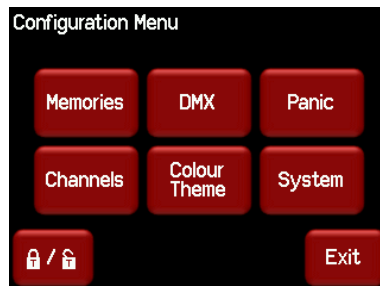 Configuration Menu
Memories
DMX
Panic
Channels
Colour
Theme
System
/
Exit